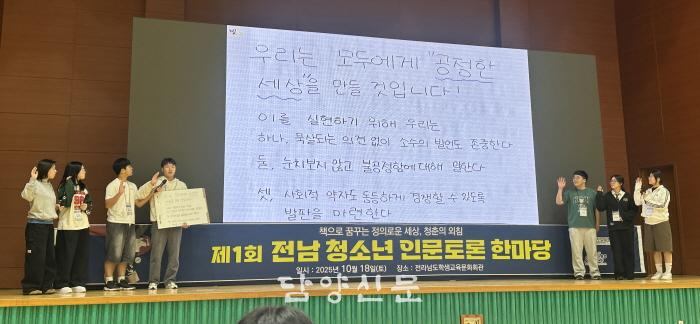 우리는 모두에게 "공정한
세상"을 만들 것입니다!
이를 실현하기 위해 우리는
하나, 묵살되는 의견 없이 소수의 발언도 존중한다
둘, 눈치보지 않고 불공정함에 대해 말한다
셋, 사회적 약자도 동등하게 경쟁할 수 있도록
발판을 마련한다
책으로 꿈꾸는 정의로운 세상, 청춘의 외침
제1회 전남 청소년 인문토론 한마당
일시 : 2025년 10월 18일(토) 장소 : 전라남도학생교육문화회관
담양신문